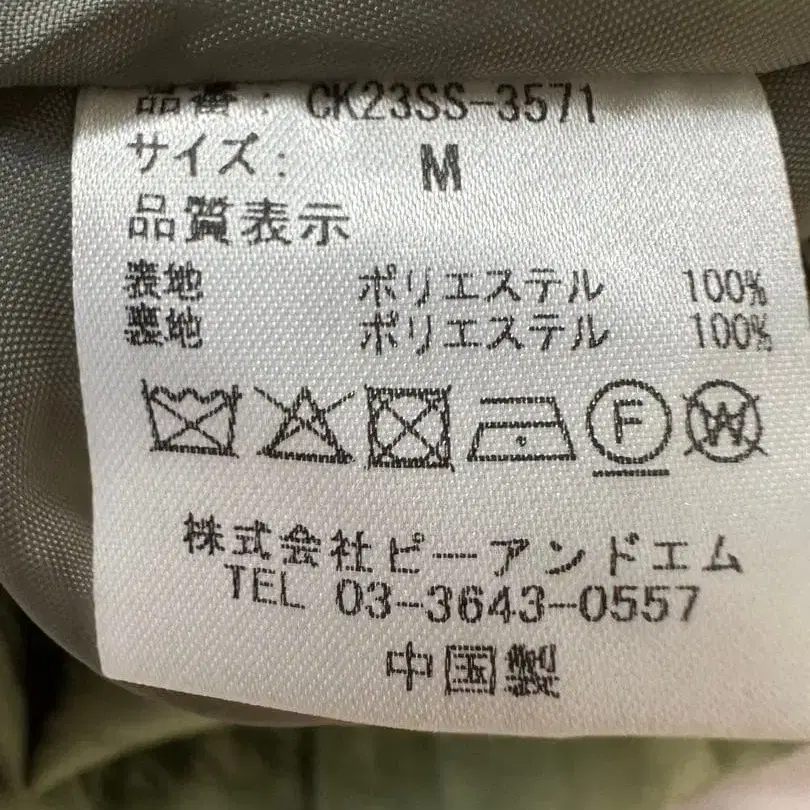 品番: CK23SS-3571
サイズ: M
品質表示
表地 ポリエステル 100%
裏地 ポリエステル 100%
F W
株式会社ピーアンドエム
TEL 03-3643-0557
中国製